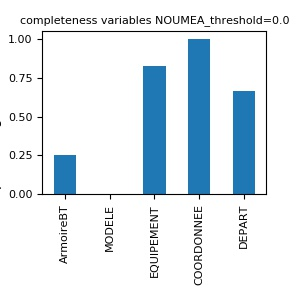 completeness variables NOUMEA_threshold=0.0
1.00
0.75
0.50
0.25
0.00
ArmoireBT
MODELE
EQUIPEMENT
COORDONNEE
DEPART